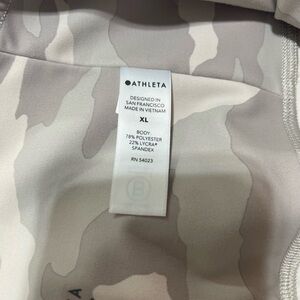 ATHLETA
DESIGNED IN
SAN FRANCISCO
MADE IN VIETNAM
XL
BODY
78% POLYESTER
22% LYCRA®
SPANDEX
RN 54023
B
A